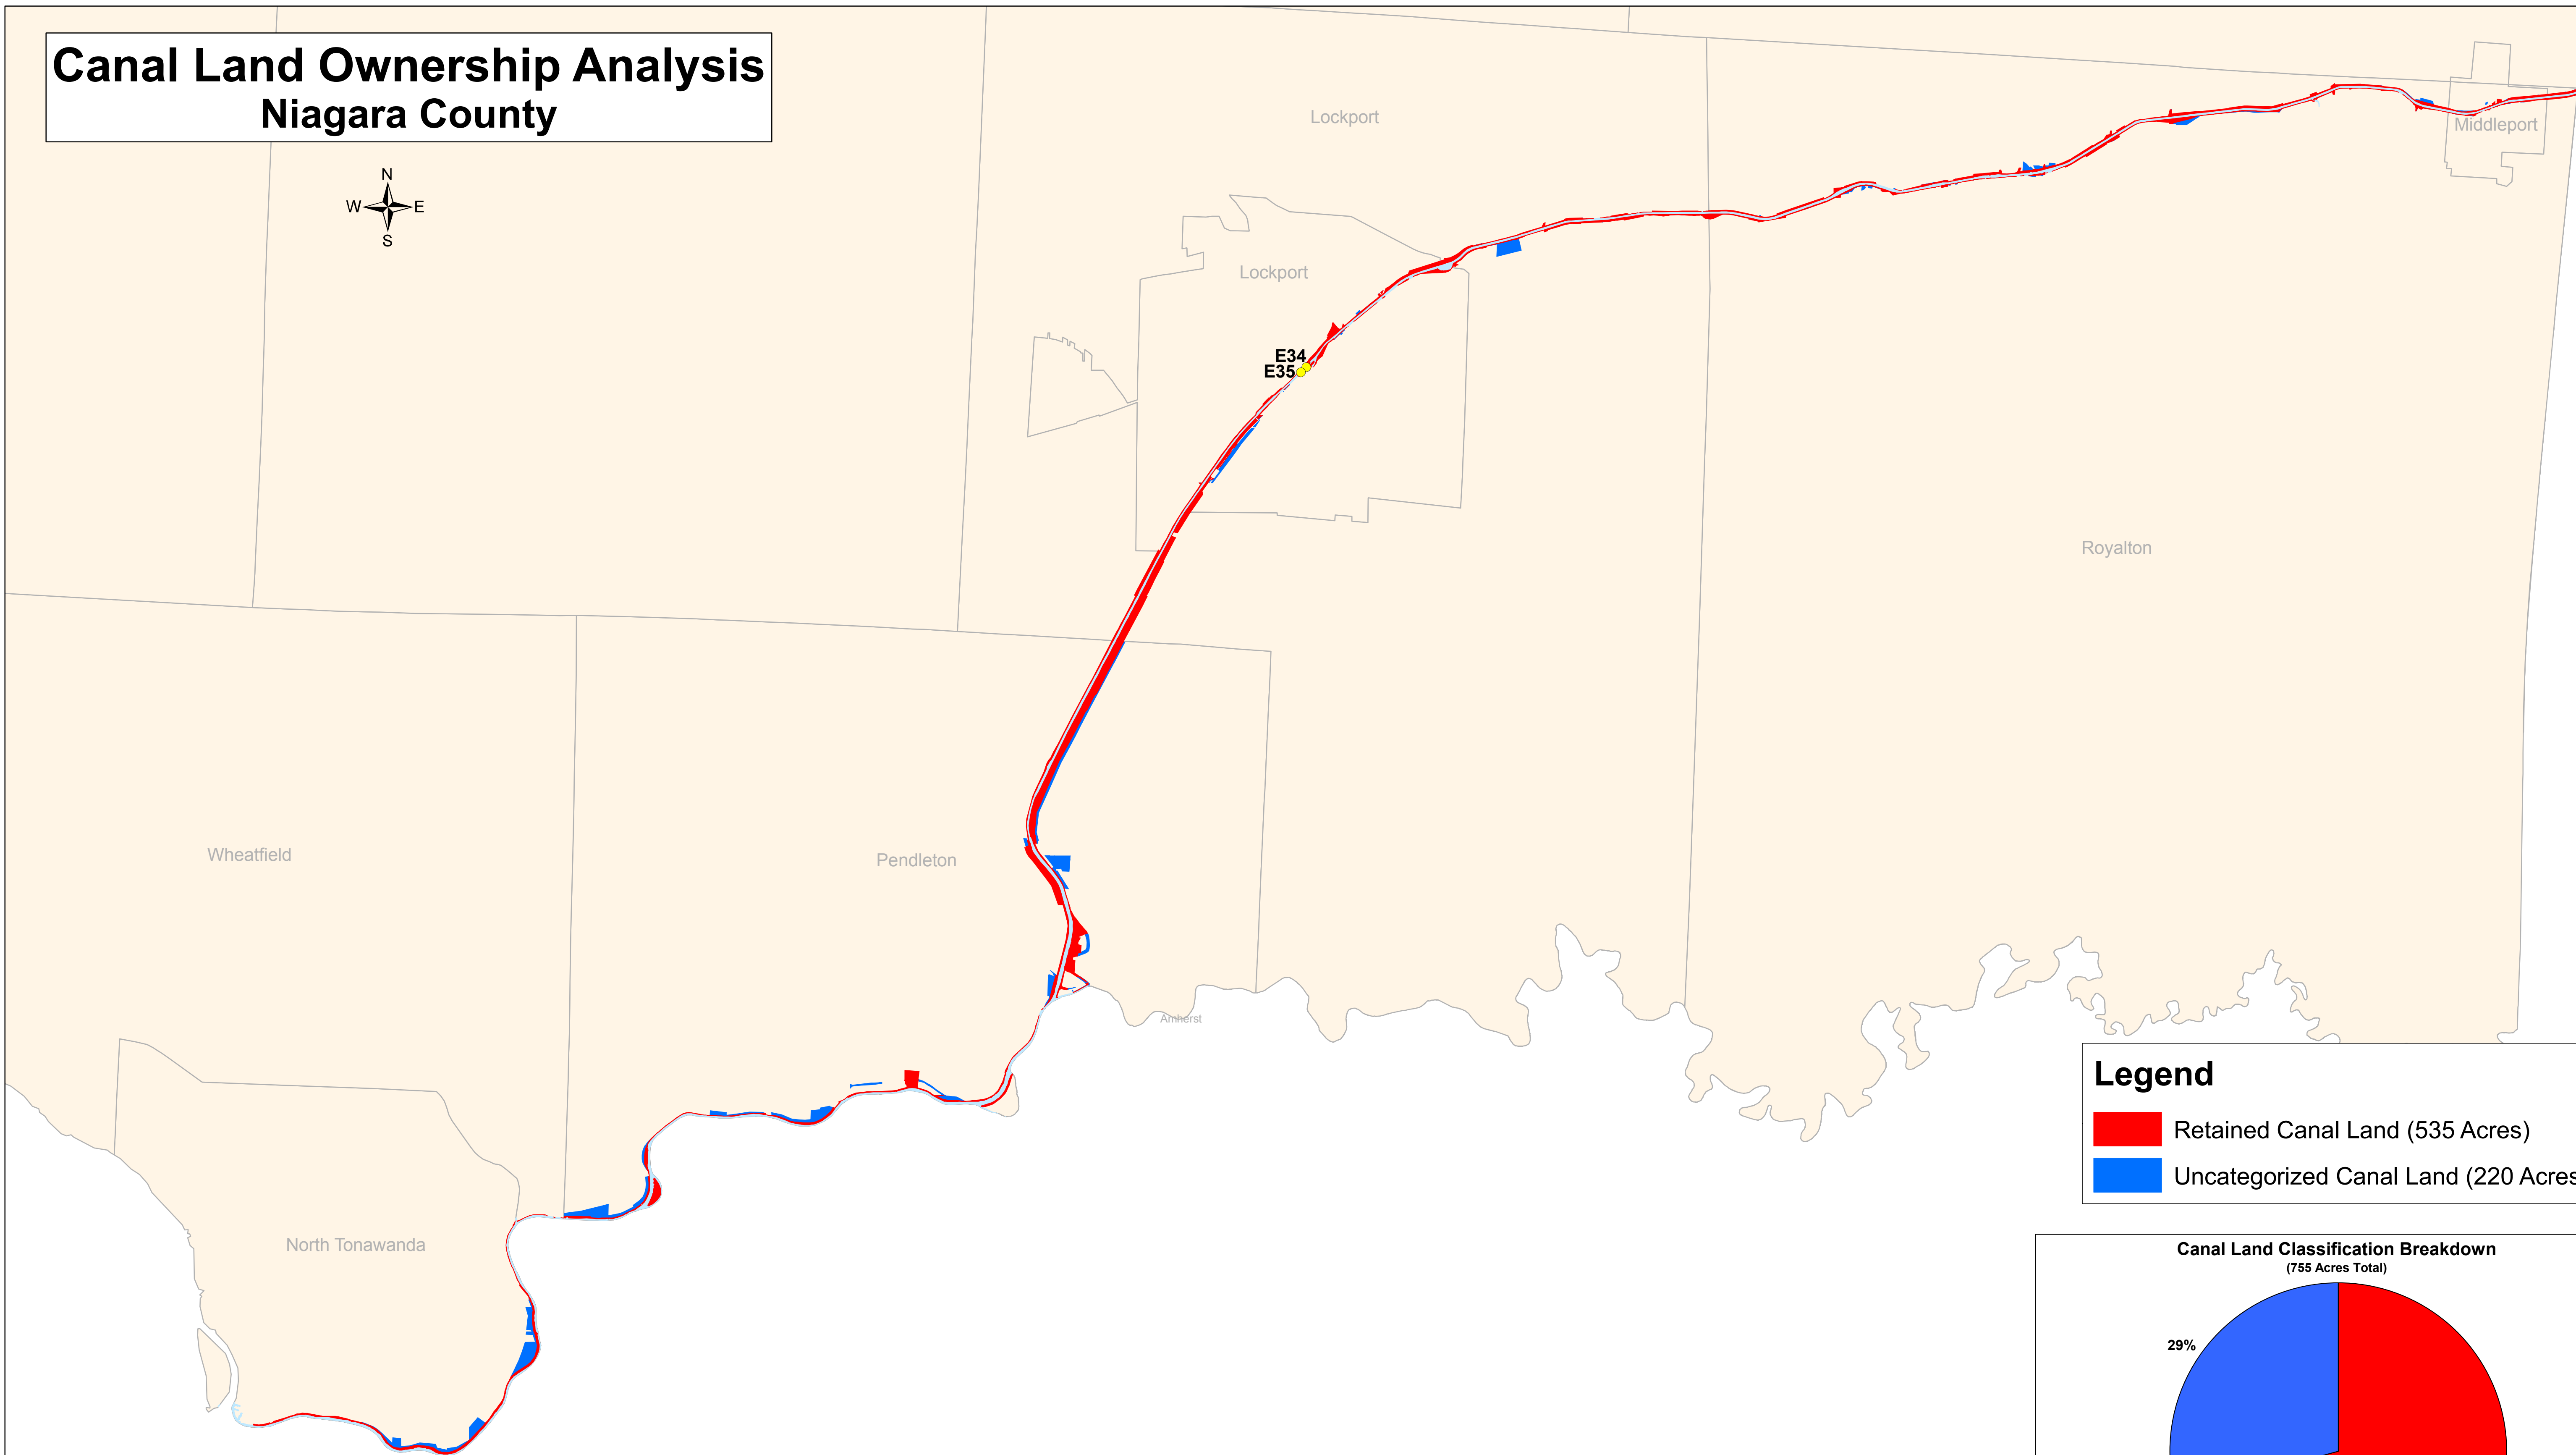 Canal Land Ownership Analysis
Niagara County
N
W E
S
Lockport
Middleport
Lockport
E34
E35
Royalton
Wheatfield
Pendleton
Amherst
North Tonawanda
Legend
Retained Canal Land (535 Acres)
Uncategorized Canal Land (220 Acres
Canal Land Classification Breakdown
(755 Acres Total)
29%